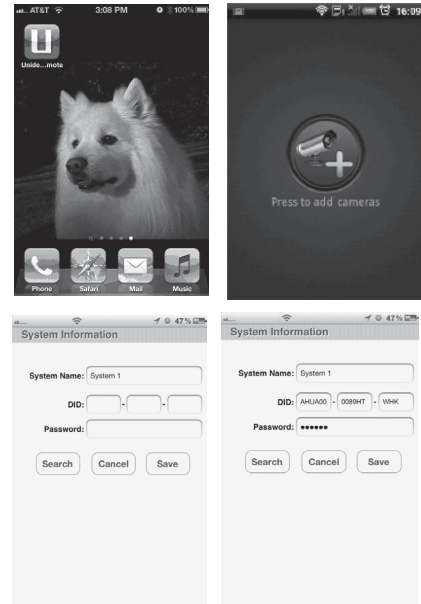 AT&T 3:08 PM 100%
U
Unide...mote
Phone Safari Mail Music
16:09
Press to add cameras
47%
System Information
System Name: System 1
DID: - -
Password:
Search Cancel Save
47%
System Information
System Name: System 1
DID: AHUA00 - 0089HT - WHK
Password: ••••••
Search Cancel Save